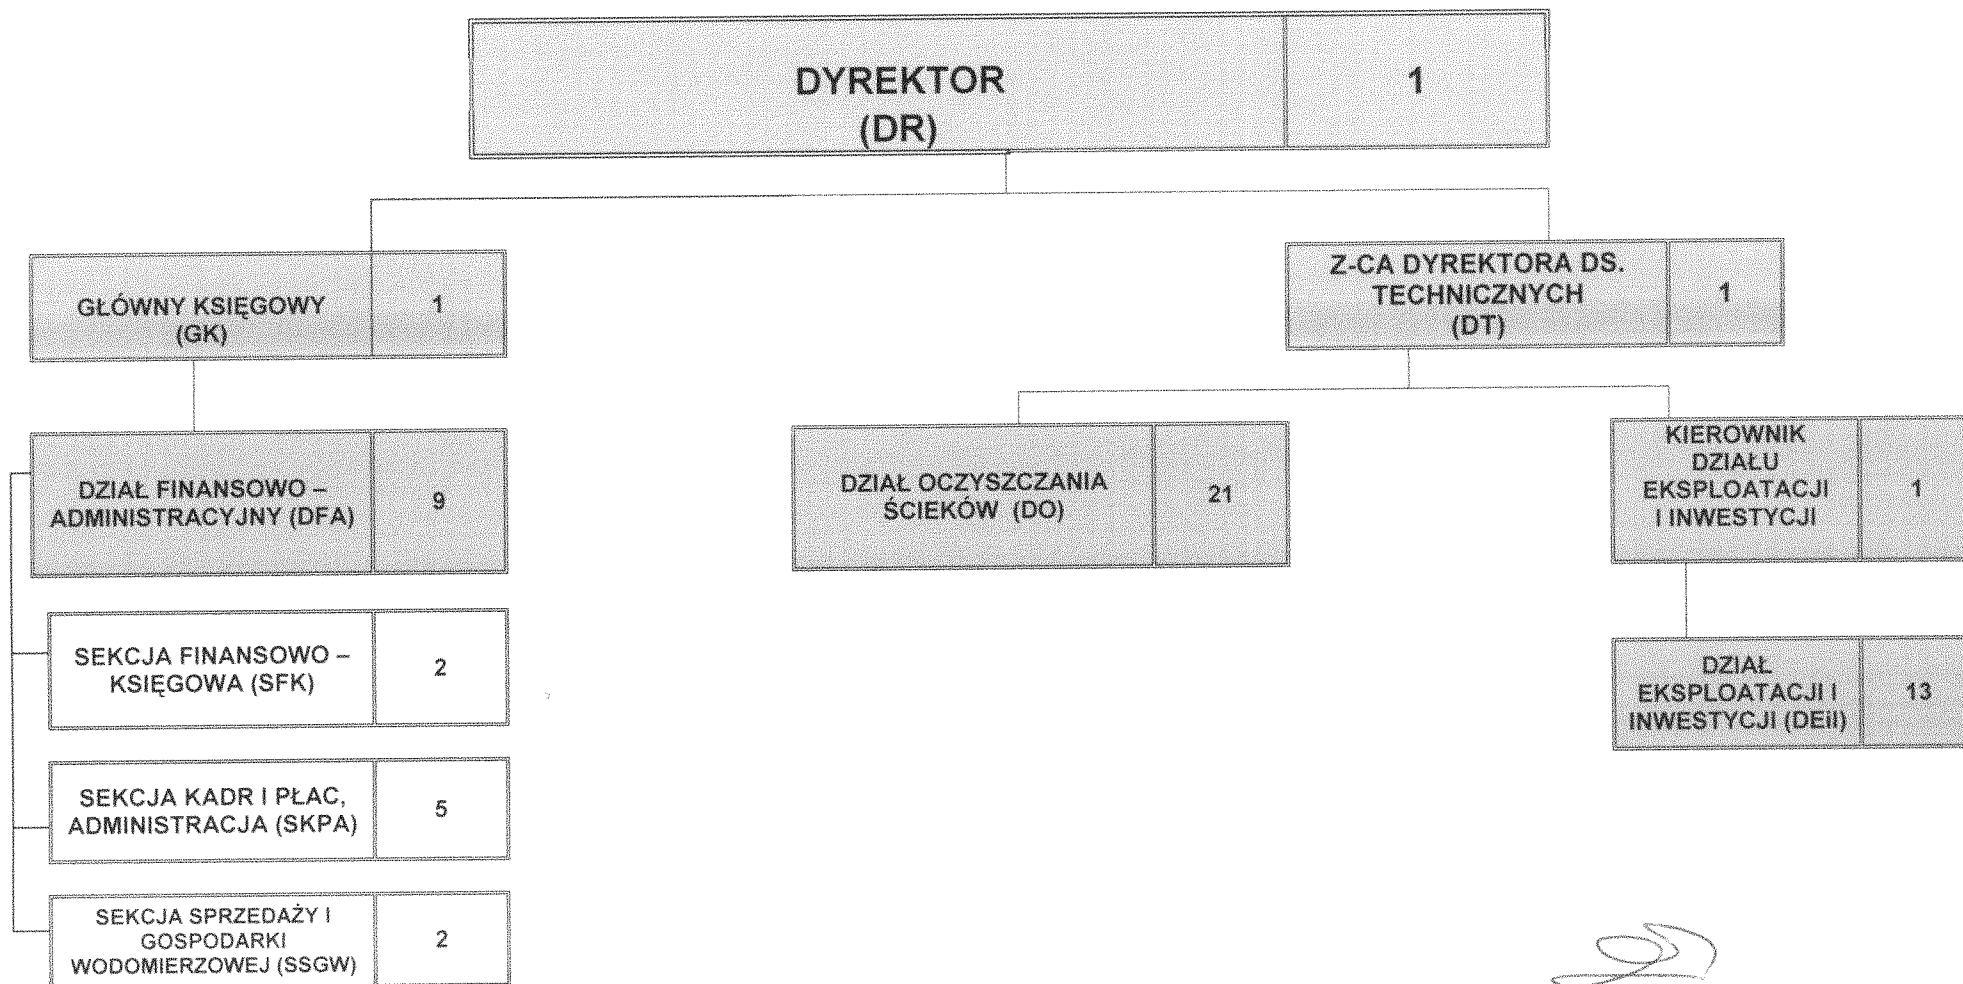 DYREKTOR
(DR)
1
GŁÓWNY KSIĘGOWY
(GK)
1
Z-CA DYREKTORA DS.
TECHNICZNYCH
(DT)
1
DZIAŁ FINANSOWO –
ADMINISTRACYJNY (DFA)
9
DZIAŁ OCZYSZCZANIA
ŚCIEKÓW (DO)
21
KIEROWNIK
DZIAŁU
EKSPLOATACJI
I INWESTYCJI
1
SEKCJA FINANSOWO –
KSIĘGOWA (SFK)
2
DZIAŁ
EKSPLOATACJI I
INWESTYCJI (DEiI)
13
SEKCJA KADR I PŁAC,
ADMINISTRACJA (SKPA)
5
SEKCJA SPRZEDAŻY I
GOSPODARKI
WODOMIERZOWEJ (SSGW)
2